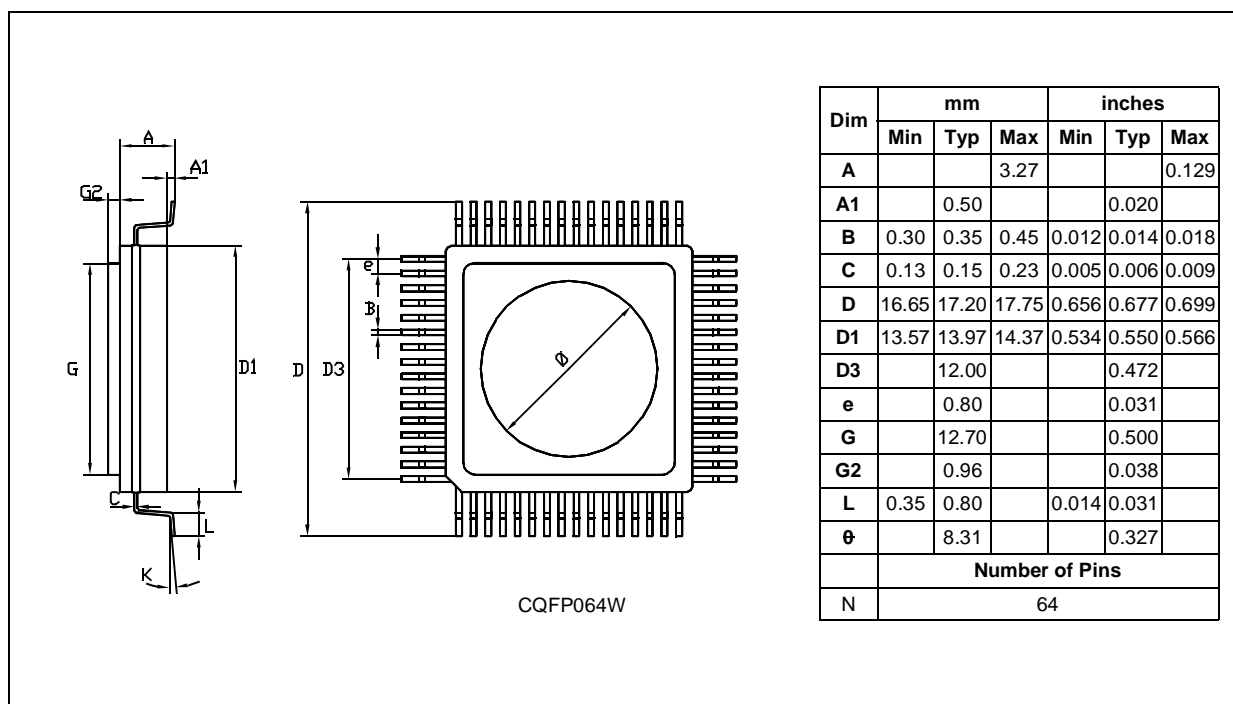 A
A1
G2
e
B
Ø
G
D1
D
D3
C
L
K
CQFP064W
Dim mm inches
Min Typ Max Min Typ Max
A 3.27 0.129
A1 0.50 0.020
B 0.30 0.35 0.45 0.012 0.014 0.018
C 0.13 0.15 0.23 0.005 0.006 0.009
D 16.65 17.20 17.75 0.656 0.677 0.699
D1 13.57 13.97 14.37 0.534 0.550 0.566
D3 12.00 0.472
e 0.80 0.031
G 12.70 0.500
G2 0.96 0.038
L 0.35 0.80 0.014 0.031
θ 8.31 0.327
Number of Pins
N 64